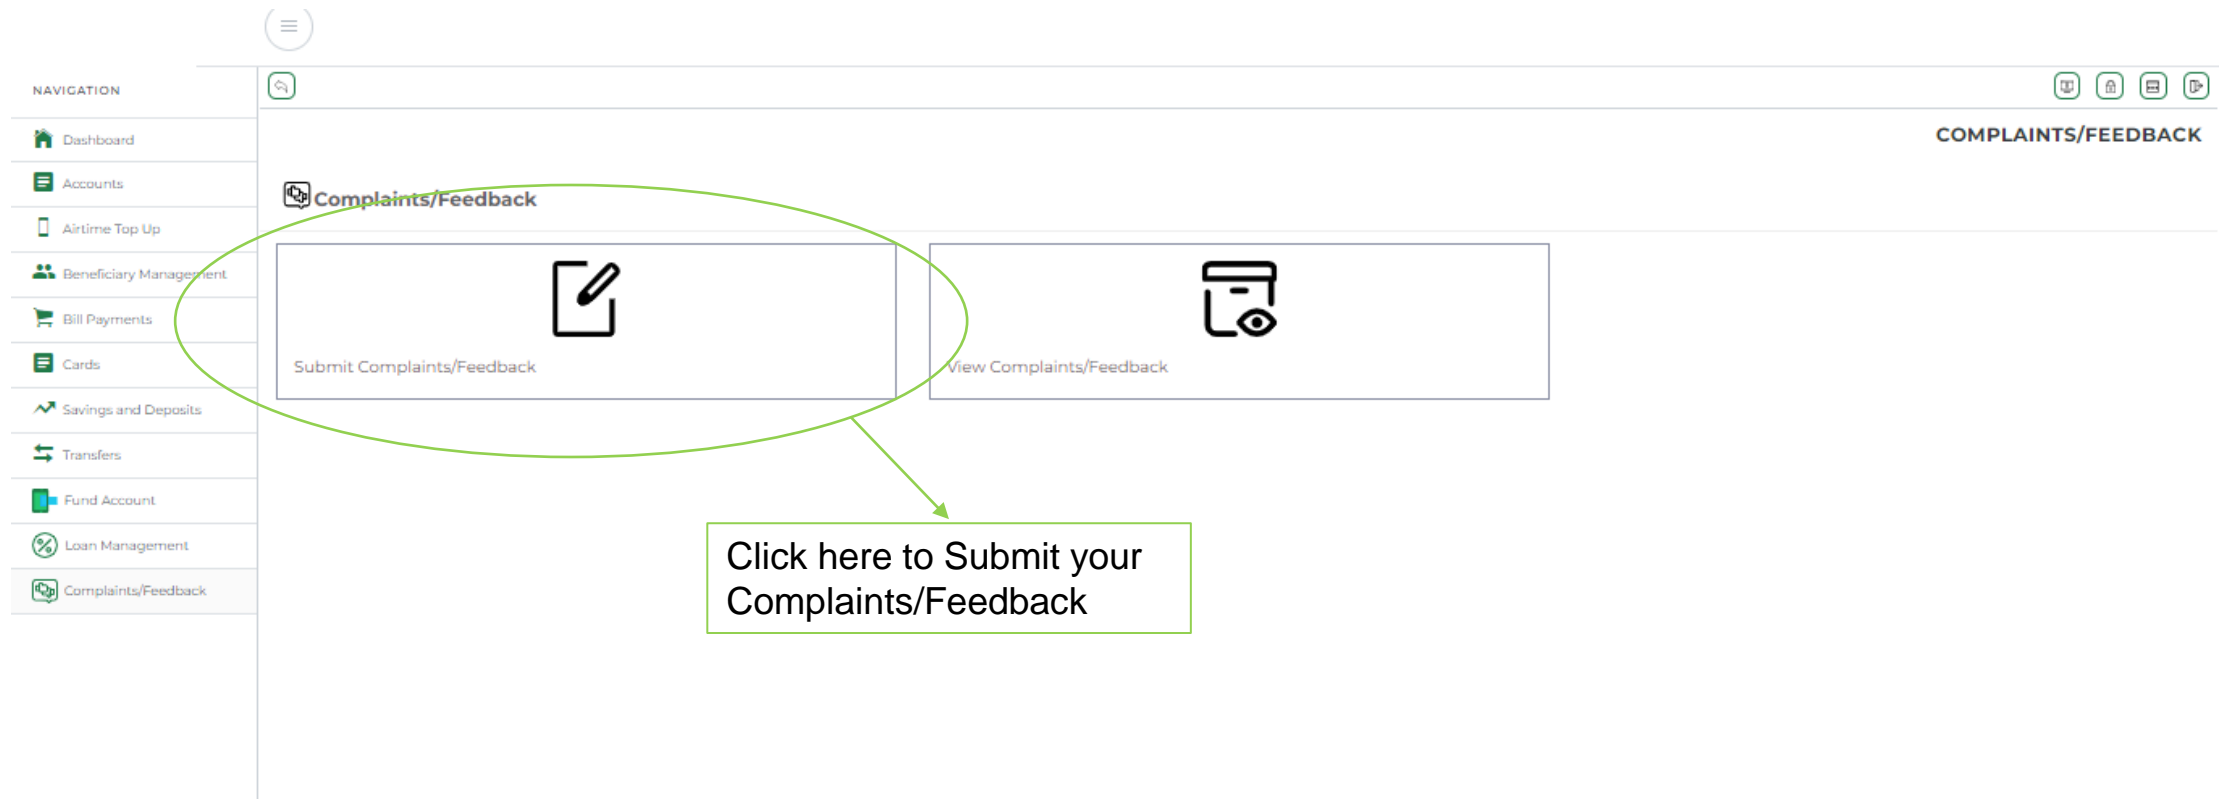 NAVIGATION
Dashboard
Accounts
Airtime Top Up
Beneficiary Management
Bill Payments
Cards
Savings and Deposits
Transfers
Fund Account
Loan Management
Complaints/Feedback
COMPLAINTS/FEEDBACK
Complaints/Feedback
Submit Complaints/Feedback
View Complaints/Feedback
Click here to Submit your
Complaints/Feedback